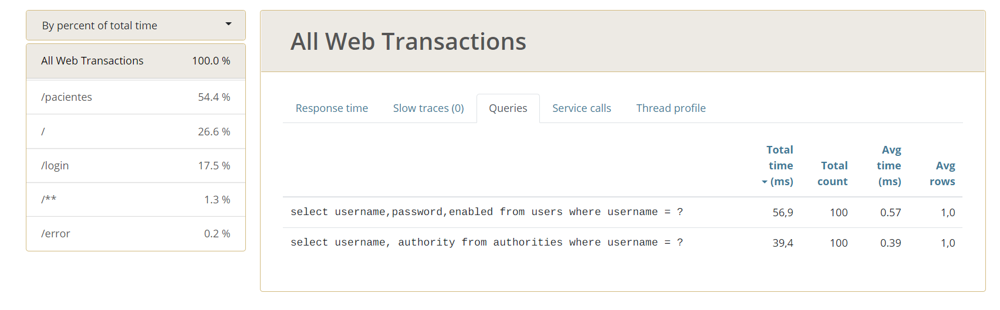 By percent of total time
All Web Transactions 100.0 %
/pacientes 54.4 %
/ 26.6 %
/login 17.5 %
/** 1.3 %
/error 0.2 %
All Web Transactions
Response time Slow traces (0) Queries Service calls Thread profile
Total time (ms) Total count Avg time (ms) Avg rows
select username,password,enabled from users where username = ? 56,9 100 0.57 1,0
select username, authority from authorities where username = ? 39,4 100 0.39 1,0